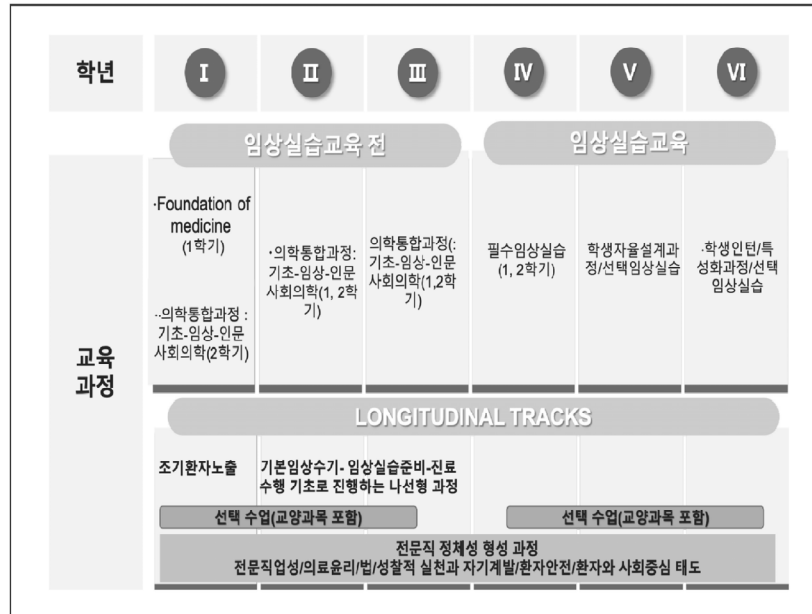 학년
I
II
III
IV
V
VI
임상실습교육 전
임상실습교육
교육
과정
·Foundation of
medicine
(1학기)
··의학통합과정 :
기초-임상-인문
사회의학(2학기)
·의학통합과정:
기초-임상-인문
사회의학(1, 2학
기)
의학통합과정(:
기초-임상-인문
사회의학(1,2학
기)
필수임상실습
(1, 2학기)
학생자율설계과
정/선택임상실습
·학생인턴/특
성화과정/선택
임상실습
LONGITUDINAL TRACKS
조기환자노출
기본임상수기- 임상실습준비-진료
수행 기초로 진행하는 나선형 과정
선택 수업(교양과목 포함)
선택 수업(교양과목 포함)
전문직 정체성 형성 과정
전문직업성/의료윤리/법/성찰적 실천과 자기계발/환자안전/환자와 사회중심 태도